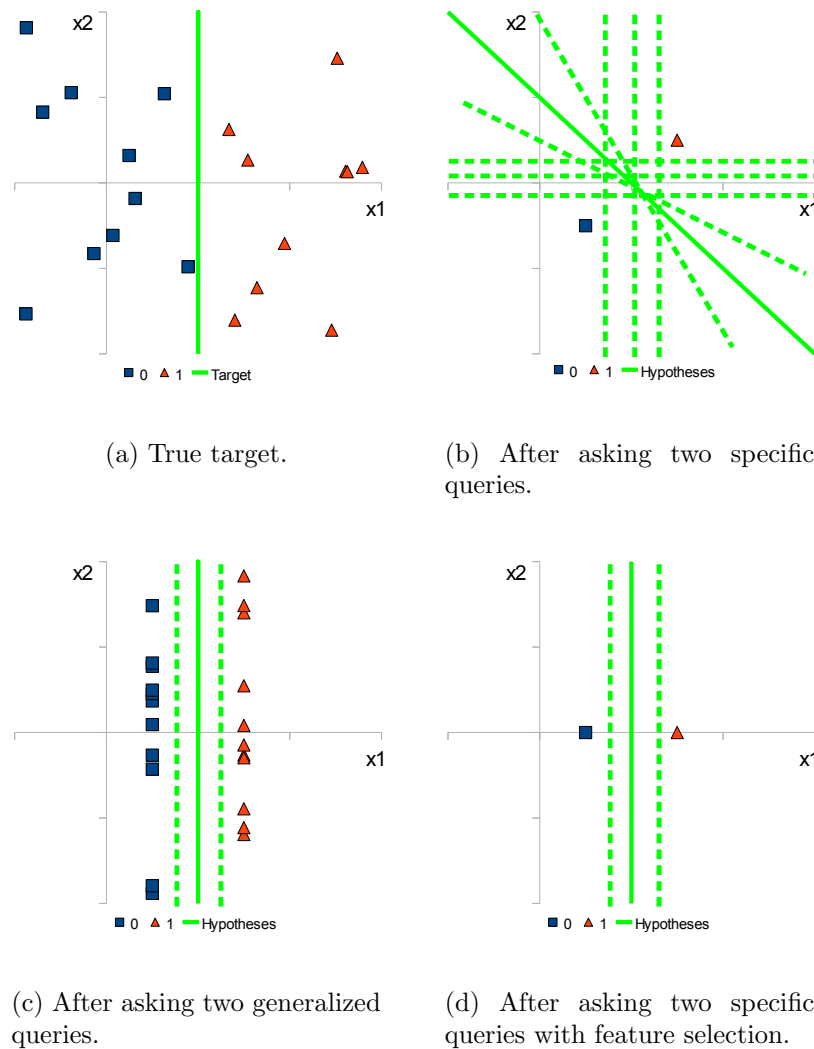 x2
x1
0 1 Target
(a) True target.
x2
x1
0 1 Hypotheses
(b) After asking two specific
queries.
x2
x1
0 1 Hypotheses
(c) After asking two generalized
queries.
x2
x1
0 1 Hypotheses
(d) After asking two specific
queries with feature selection.